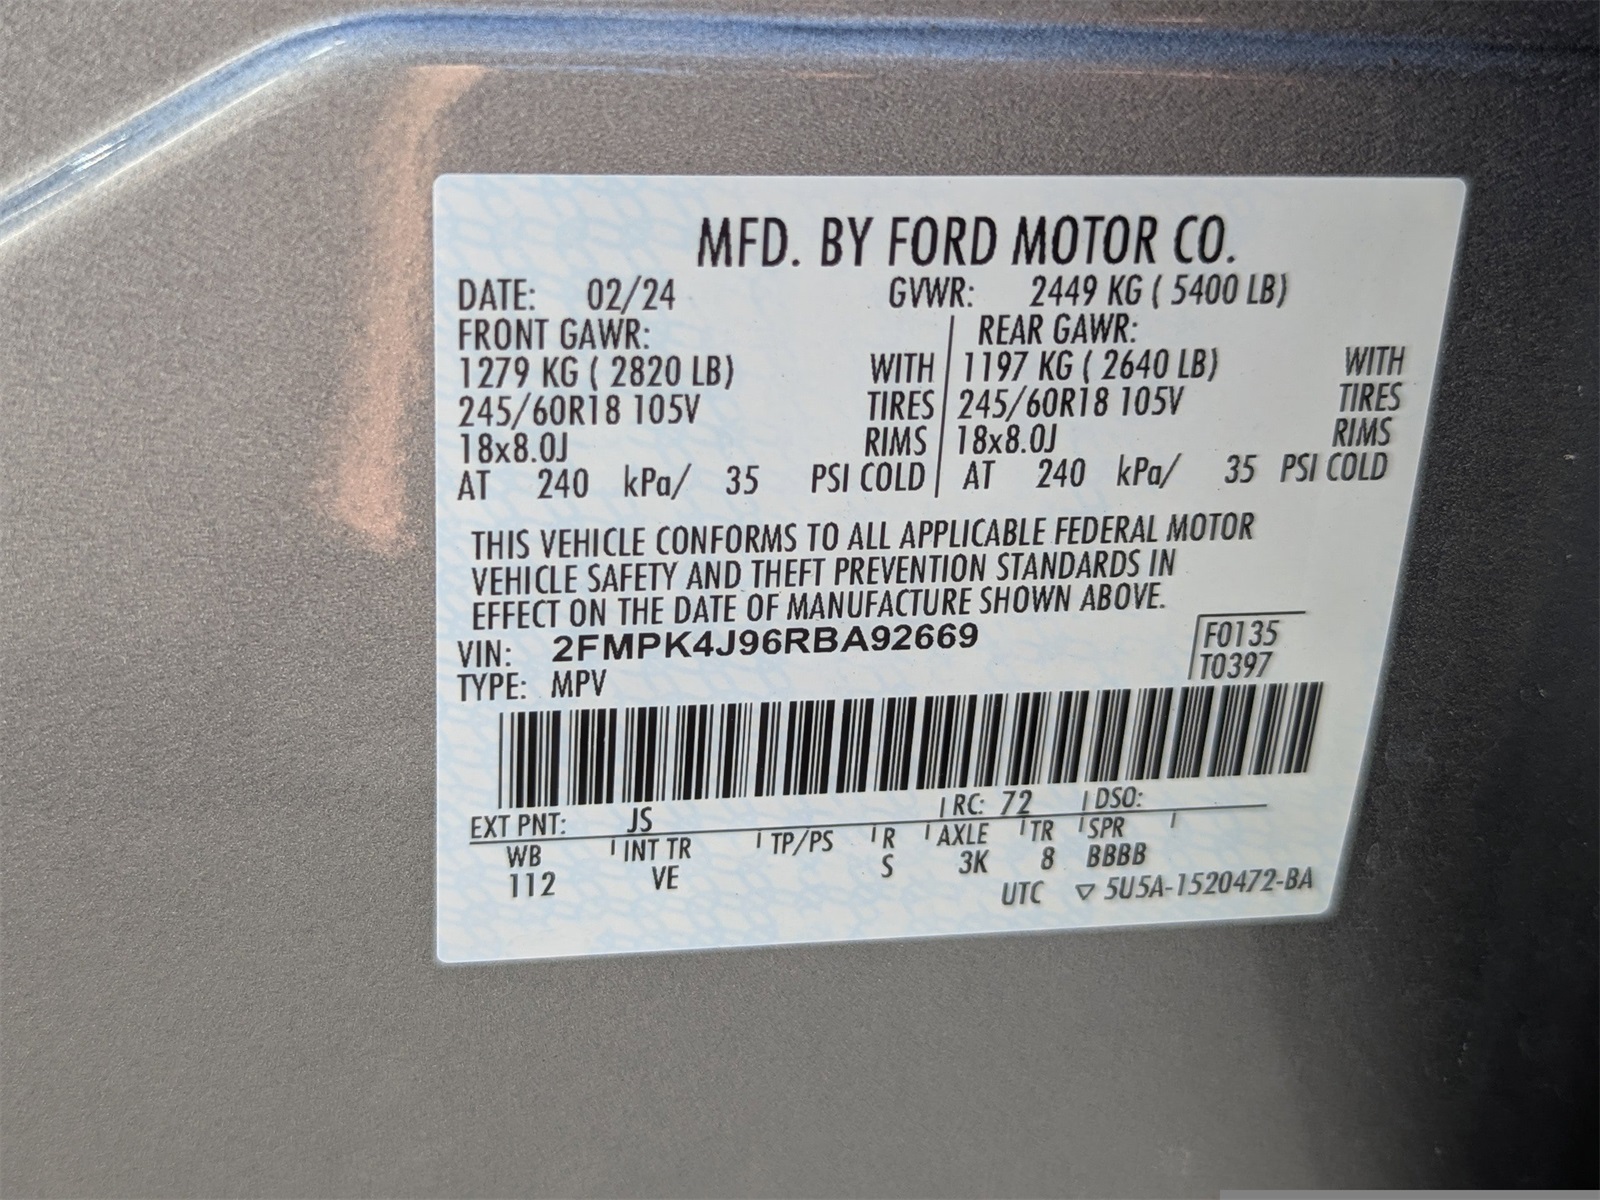 MFD. BY FORD MOTOR CO.
DATE: 02/24 GVWR: 2449 KG ( 5400 LB)
FRONT GAWR: REAR GAWR:
1279 KG ( 2820 LB) WITH 1197 KG ( 2640 LB) WITH
245/60R18 105V TIRES 245/60R18 105V TIRES
18x8.0J RIMS 18x8.0J RIMS
AT 240 kPa/ 35 PSI COLD AT 240 kPa/ 35 PSI COLD
THIS VEHICLE CONFORMS TO ALL APPLICABLE FEDERAL MOTOR
VEHICLE SAFETY AND THEFT PREVENTION STANDARDS IN
EFFECT ON THE DATE OF MANUFACTURE SHOWN ABOVE.
VIN: 2FMPK4J96RBA92669 F0135
TYPE: MPV T0397
EXT PNT: JS RC: 72 DSO:
WB INT TR TP/PS R AXLE TR SPR
112 VE S 3K 8 BBBB
UTC ▽ 5U5A-1520472-BA